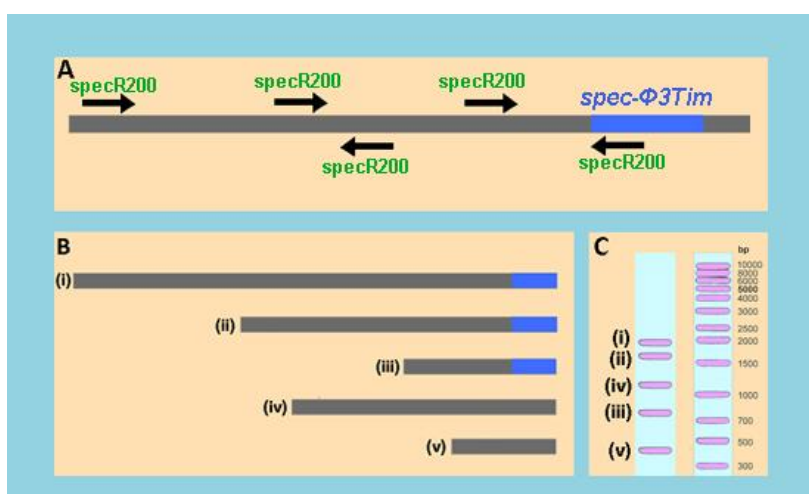 A
specR200
specR200
specR200
spec-Φ3Tim
specR200
specR200
B
(i)
(ii)
(iii)
(iv)
(v)
C
bp
10000
8000
6000
5000
4000
3000
2500
2000
1500
1000
700
500
300
(i)
(ii)
(iv)
(iii)
(v)